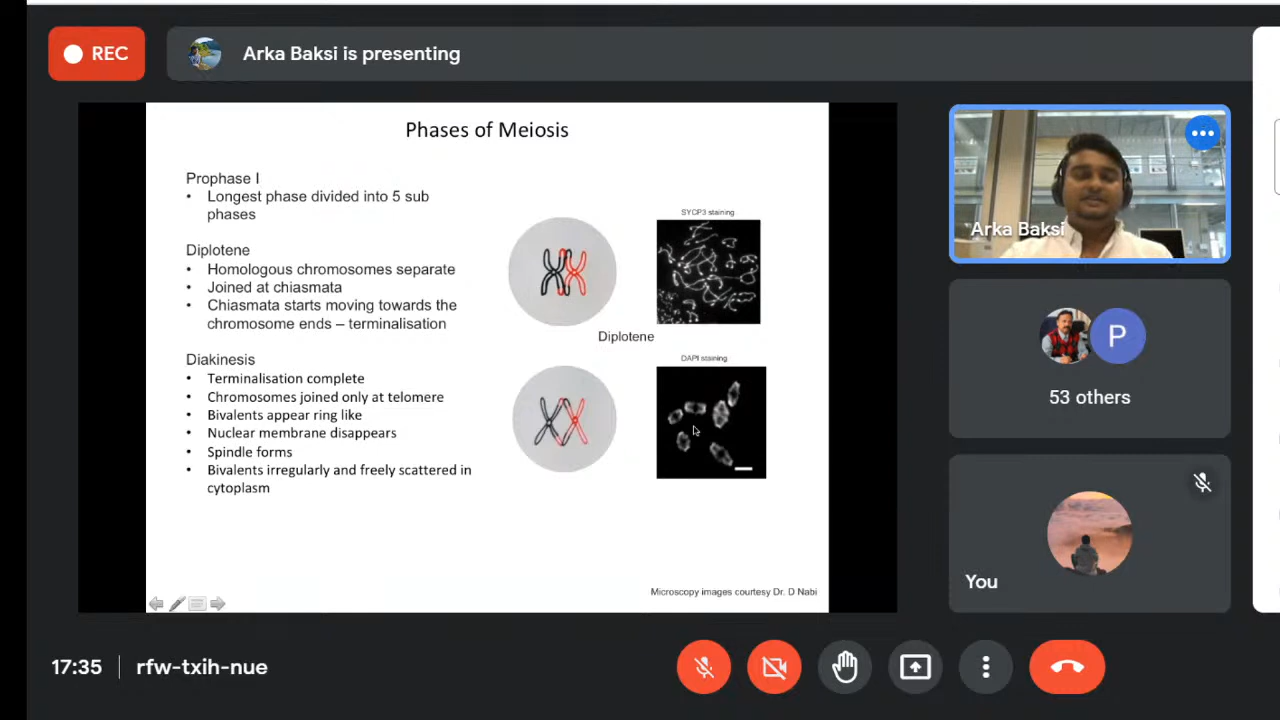 REC
Arka Baksi is presenting
Phases of Meiosis
Prophase I
• Longest phase divided into 5 sub
phases
Diplotene
• Homologous chromosomes separate
• Joined at chiasmata
• Chiasmata starts moving towards the
chromosome ends – terminalisation
Diakinesis
• Terminalisation complete
• Chromosomes joined only at telomere
• Bivalents appear ring like
• Nuclear membrane disappears
• Spindle forms
• Bivalents irregularly and freely scattered in
cytoplasm
SYCP3 staining
Diplotene
DAPI staining
Microscopy images courtesy Dr. D Nabi
Arka Baksi
P
53 others
You
17:35 | rfw-txih-nue